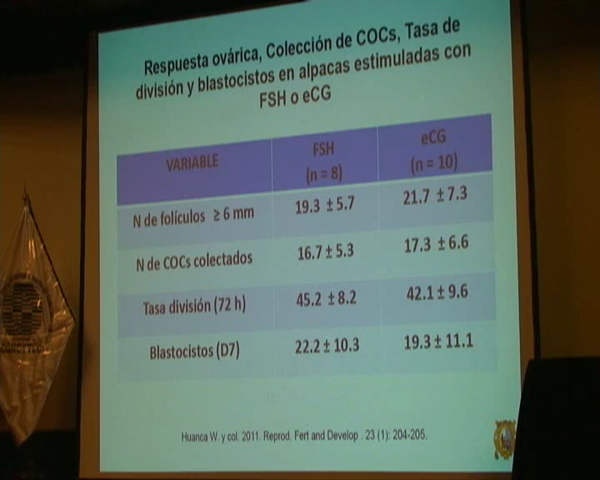 Respuesta ovárica, Colección de COCs, Tasa de
división y blastocistos en alpacas estimuladas con
FSH o eCG
VARIABLE FSH (n = 8) eCG (n = 10)
N de folículos ≥ 6 mm 19.3 ± 5.7 21.7 ± 7.3
N de COCs colectados 16.7 ± 5.3 17.3 ± 6.6
Tasa división (72 h) 45.2 ± 8.2 42.1 ± 9.6
Blastocistos (D7) 22.2 ± 10.3 19.3 ± 11.1
Huanca W. y col. 2011. Reprod. Fert and Develop . 23 (1): 204-205.